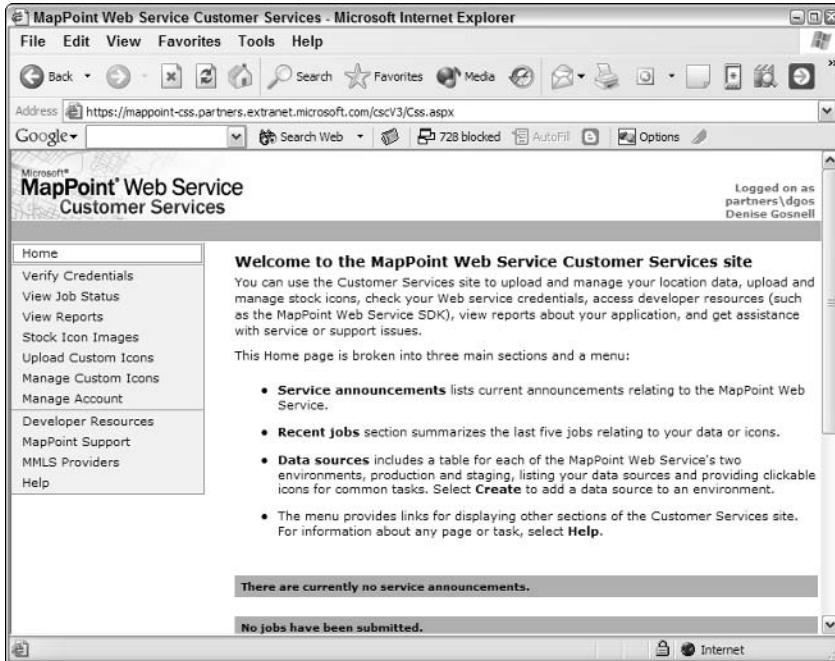 MapPoint Web Service Customer Services - Microsoft Internet Explorer
File Edit View Favorites Tools Help
Back Search Favorites Media
Address https://mappoint-css.partners.extranet.microsoft.com/cscV3/Css.aspx
Google Search Web 728 blocked AutoFill Options
Microsoft®
MapPoint® Web Service
Customer Services
Logged on as
partners\dgos
Denise Gosnell
Home
Verify Credentials
View Job Status
View Reports
Stock Icon Images
Upload Custom Icons
Manage Custom Icons
Manage Account
Developer Resources
MapPoint Support
MMLS Providers
Help
Welcome to the MapPoint Web Service Customer Services site
You can use the Customer Services site to upload and manage your location data, upload and
manage stock icons, check your Web service credentials, access developer resources (such
as the MapPoint Web Service SDK), view reports about your application, and get assistance
with service or support issues.
This Home page is broken into three main sections and a menu:
• Service announcements lists current announcements relating to the MapPoint Web
Service.
• Recent jobs section summarizes the last five jobs relating to your data or icons.
• Data sources includes a table for each of the MapPoint Web Service's two
environments, production and staging, listing your data sources and providing clickable
icons for common tasks. Select Create to add a data source to an environment.
• The menu provides links for displaying other sections of the Customer Services site.
For information about any page or task, select Help.
There are currently no service announcements.
No jobs have been submitted.
Internet